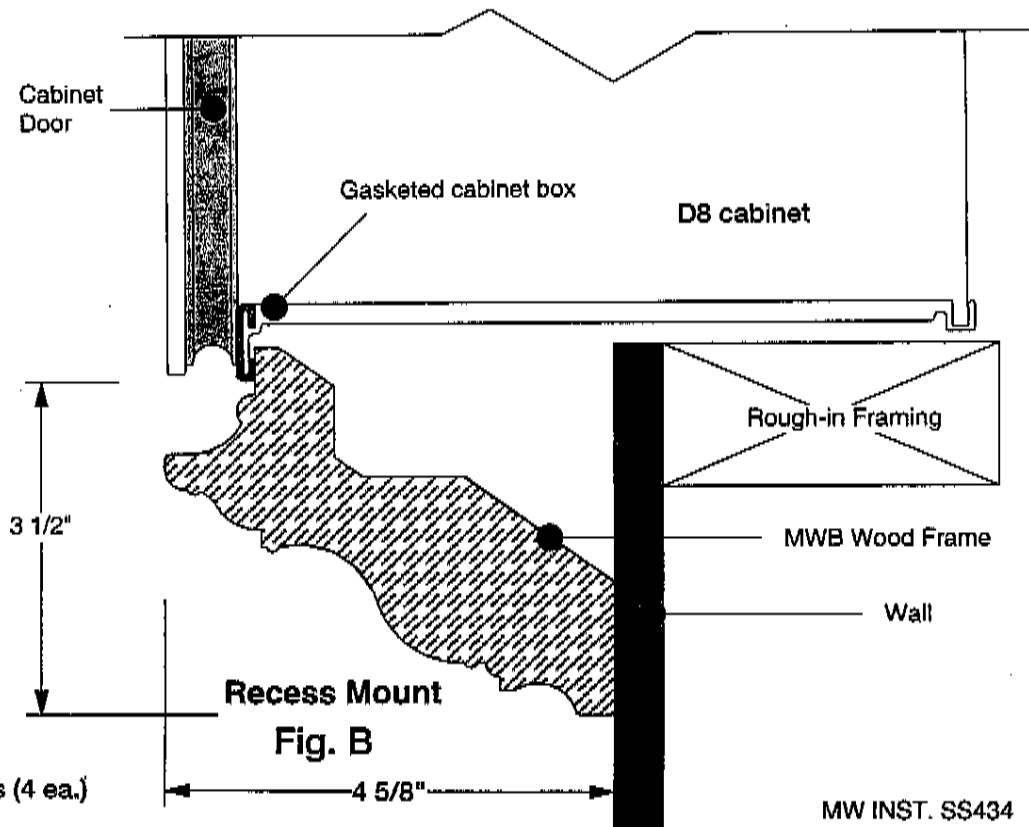 Cabinet
Door
Gasketed cabinet box
D8 cabinet
Rough-in Framing
3 1/2"
MWB Wood Frame
Wall
Recess Mount
Fig. B
s (4 ea.)
4 5/8"
MW INST. SS434